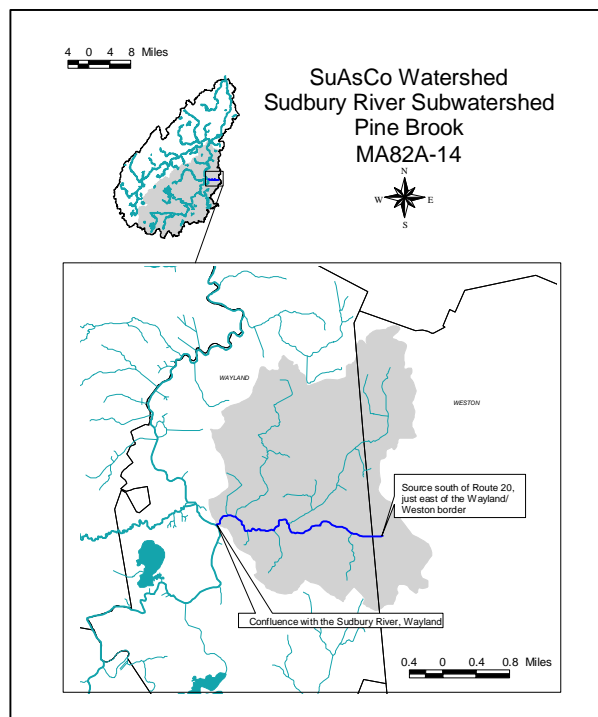 4 0 4 8 Miles
SuAsCo Watershed
Sudbury River Subwatershed
Pine Brook
MA82A-14
N
W E
S
WAYLAND
WESTON
Source south of Route 20,
just east of the Wayland/
Weston border
Confluence with the Sudbury River, Wayland
0.4 0 0.4 0.8 Miles